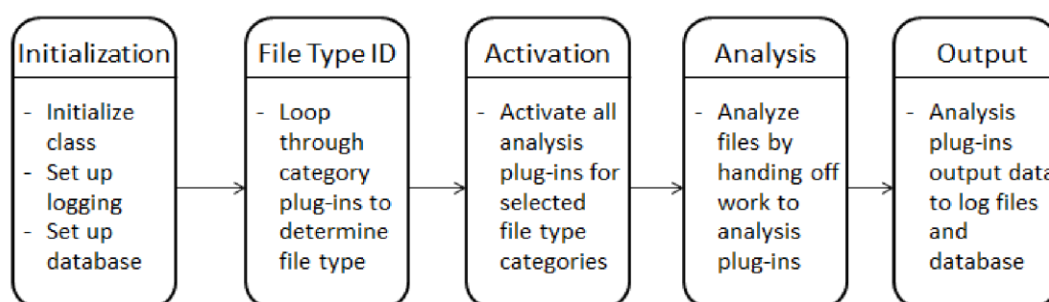 Initialization
- Initialize
class
- Set up
logging
- Set up
database
File Type ID
- Loop
through
category
plug-ins to
determine
file type
Activation
- Activate all
analysis
plug-ins for
selected
file type
categories
Analysis
- Analyze
files by
handing off
work to
analysis
plug-ins
Output
- Analysis
plug-ins
output data
to log files
and
database